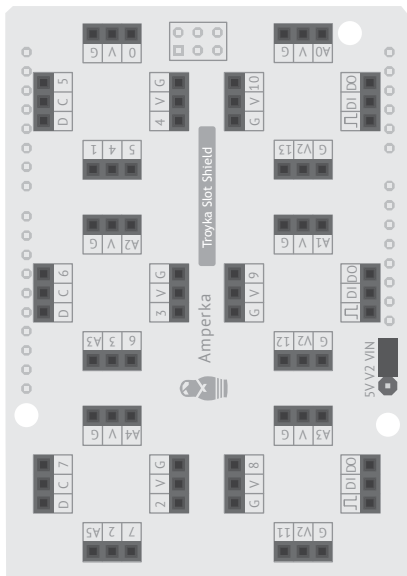 G V 0
G V A0
D C 5
4 V G
G V 10
DI DO
1 4 5
13 V2 G
Troyka Slot Shield
G V A2
G V A1
D C 6
3 V G
G V 9
DI DO
Amperka
A3 3 6
12 V2 G
5V V2 VIN
G V A4
G V A3
D C 7
2 V G
G V 8
DI DO
A5 2 7
11 V2 G